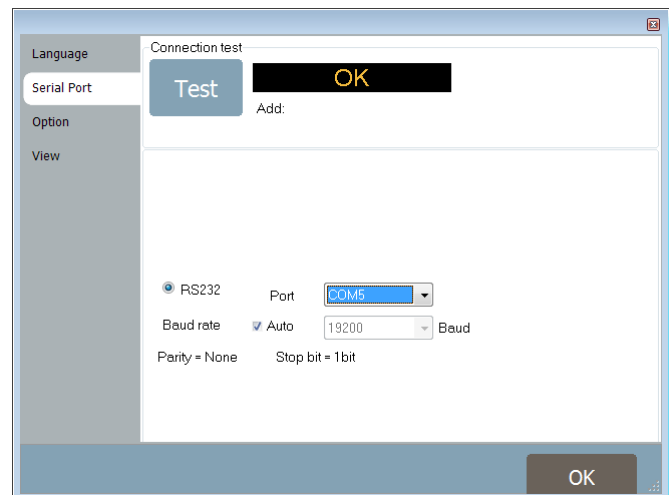 Language
Serial Port
Option
View
Connection test
Test
OK
Add:
RS232
Port
COM5
Baud rate
Auto
19200
Baud
Parity = None
Stop bit = 1bit
OK